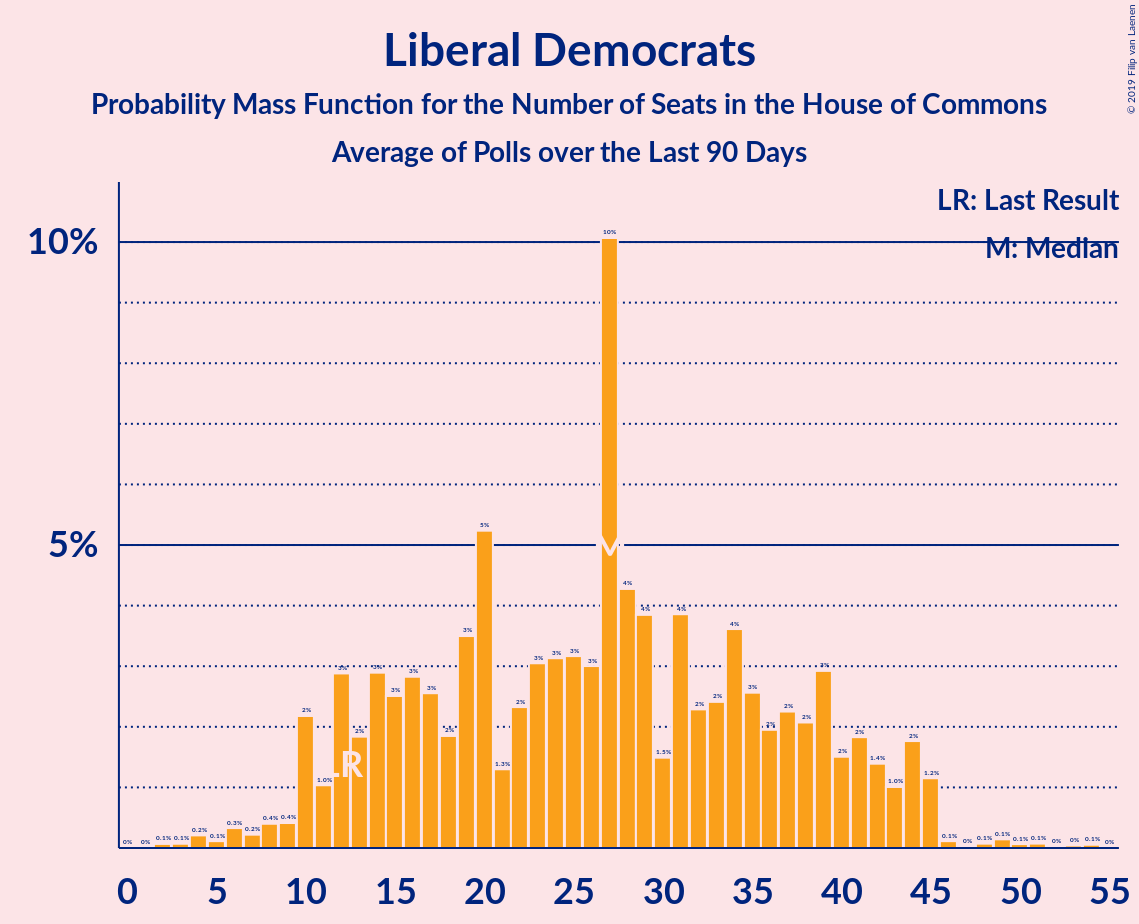 Liberal Democrats
Probability Mass Function for the Number of Seats in the House of Commons
Average of Polls over the Last 90 Days
© 2019 Filip van Laenen
LR: Last Result
M: Median
10%
5%
0% 0% 0.1% 0.1% 0.2% 0.1% 0.3% 0.2% 0.4% 0.4% 2% 1.0% 3% 2% 3% 3% 3% 3% 2% 3% 5% 1.3% 2% 3% 3% 3% 3% 10% 4% 4% 1.5% 4% 2% 2% 4% 3% 2% 2% 2% 3% 2% 2% 1.4% 1.0% 2% 1.2% 0.1% 0% 0.1% 0.1% 0.1% 0.1% 0% 0% 0.1% 0%
LR
M
0 5 10 15 20 25 30 35 40 45 50 55